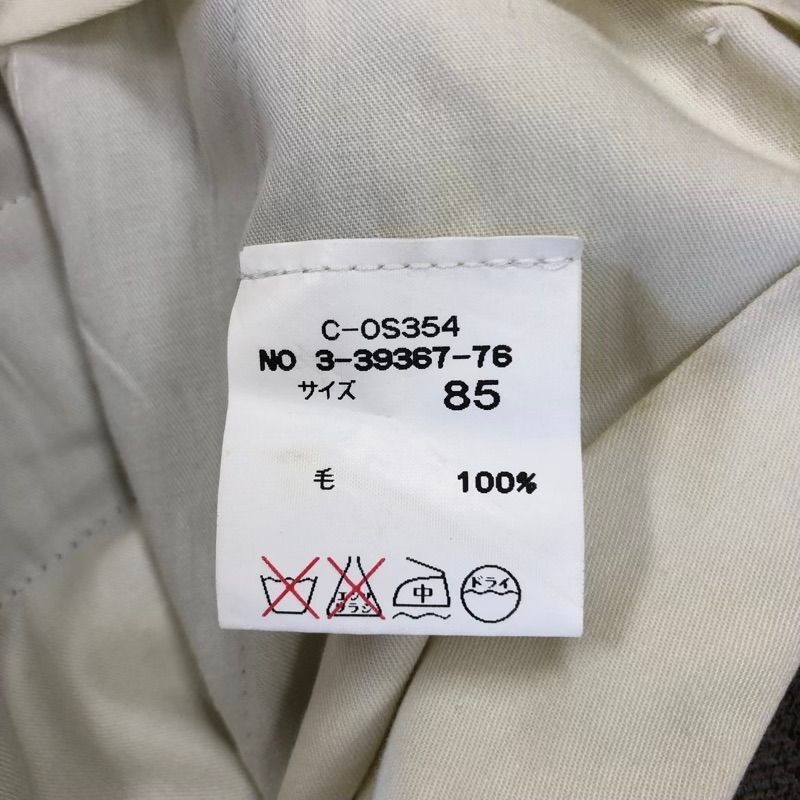 C-OS354
NO 3-39367-76
サイズ 85
毛 100%
エンソ
サラシ
中
ドライ